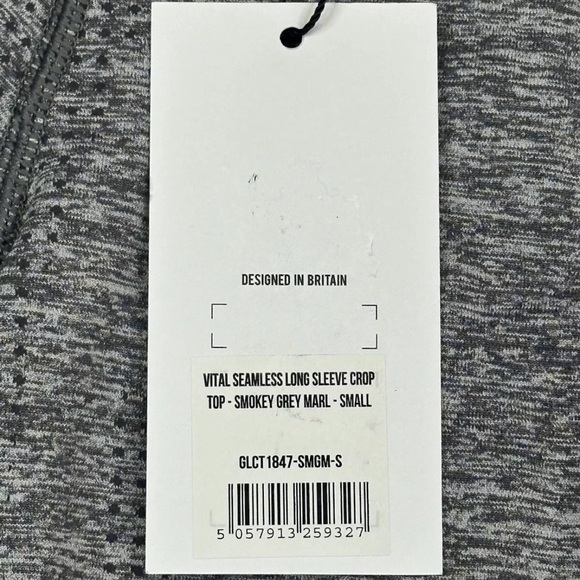 DESIGNED IN BRITAIN
VITAL SEAMLESS LONG SLEEVE CROP
TOP - SMOKEY GREY MARL - SMALL
GLCT1847-SMGM-S
5 057913 259327